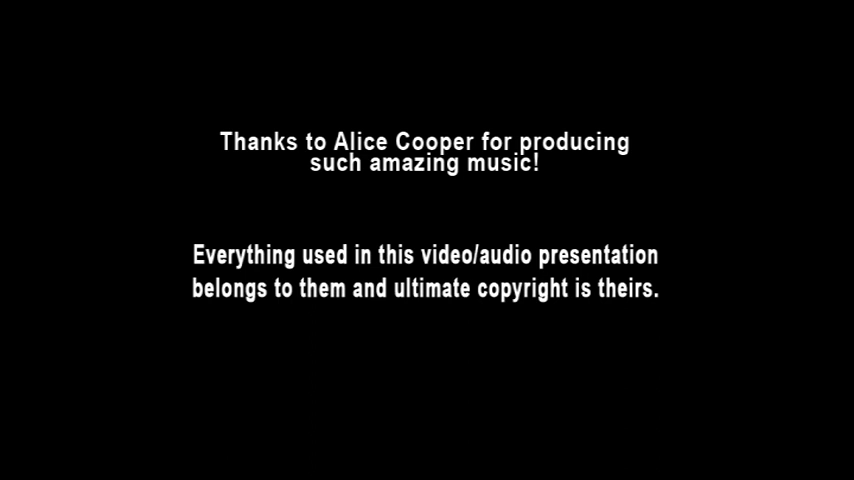 Thanks to Alice Cooper for producing
such amazing music!
Everything used in this video/audio presentation
belongs to them and ultimate copyright is theirs.